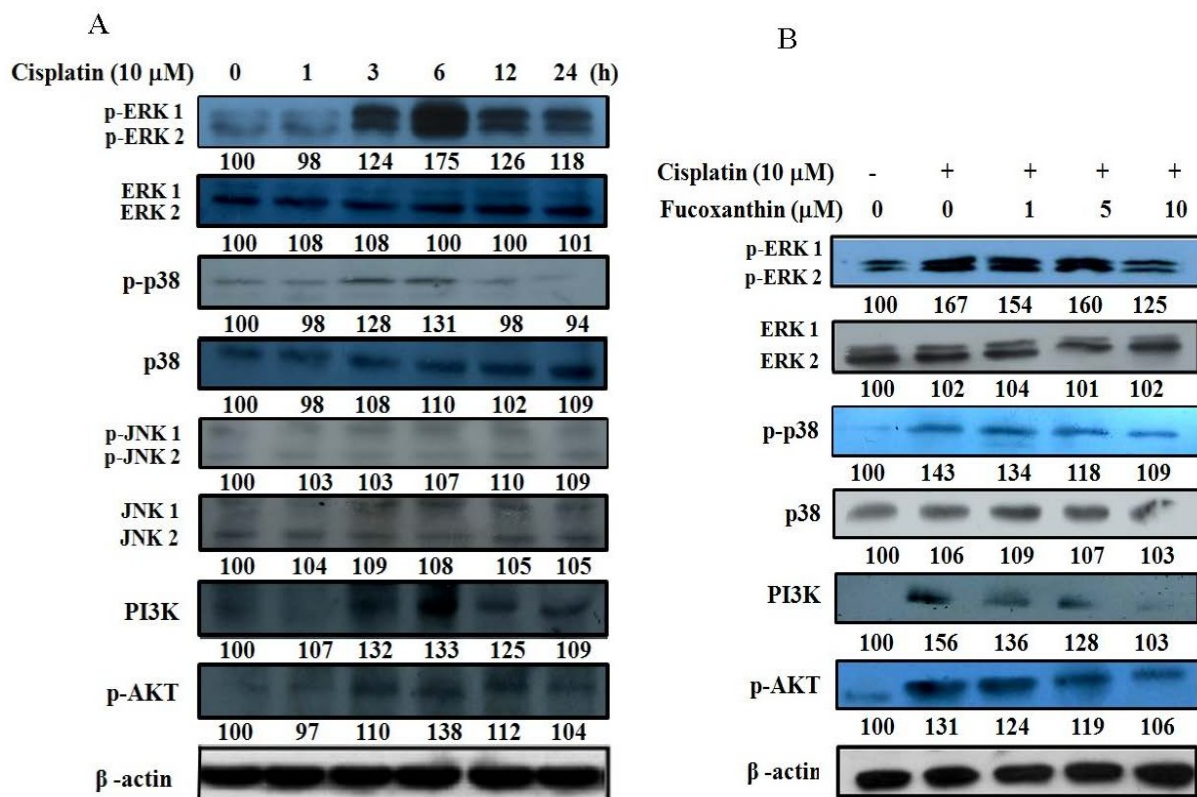 A
Cisplatin (10 μM) 0 1 3 6 12 24 (h)
p-ERK 1
p-ERK 2
100 98 124 175 126 118
ERK 1
ERK 2
100 108 108 100 100 101
p-p38
100 98 128 131 98 94
p38
100 98 108 110 102 109
p-JNK 1
p-JNK 2
100 103 103 107 110 109
JNK 1
JNK 2
100 104 109 108 105 105
PI3K
100 107 132 133 125 109
p-AKT
100 97 110 138 112 104
β -actin
B
Cisplatin (10 μM) - + + + +
Fucoxanthin (μM) 0 0 1 5 10
p-ERK 1
p-ERK 2
100 167 154 160 125
ERK 1
ERK 2
100 102 104 101 102
p-p38
100 143 134 118 109
p38
100 106 109 107 103
PI3K
100 156 136 128 103
p-AKT
100 131 124 119 106
β -actin